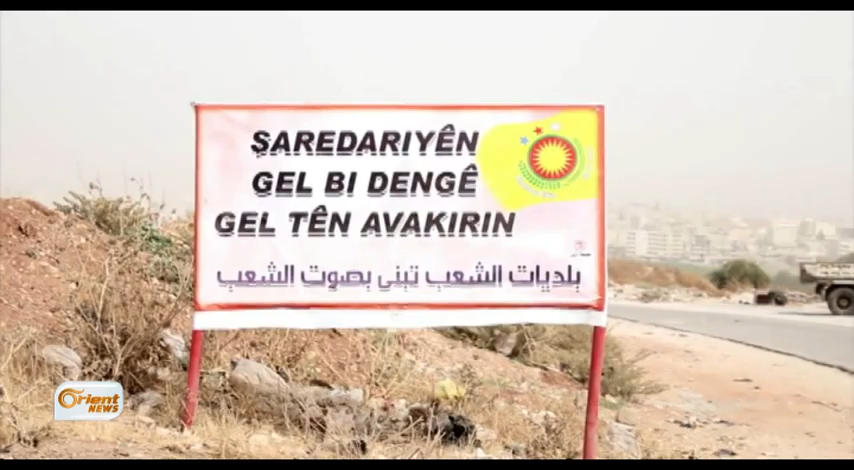 ŞAREDARIYÊN
GEL BI DENGÊ
GEL TÊN AVAKIRIN
بلديات الشعب تبنى بصوت الشعب
Orient
NEWS